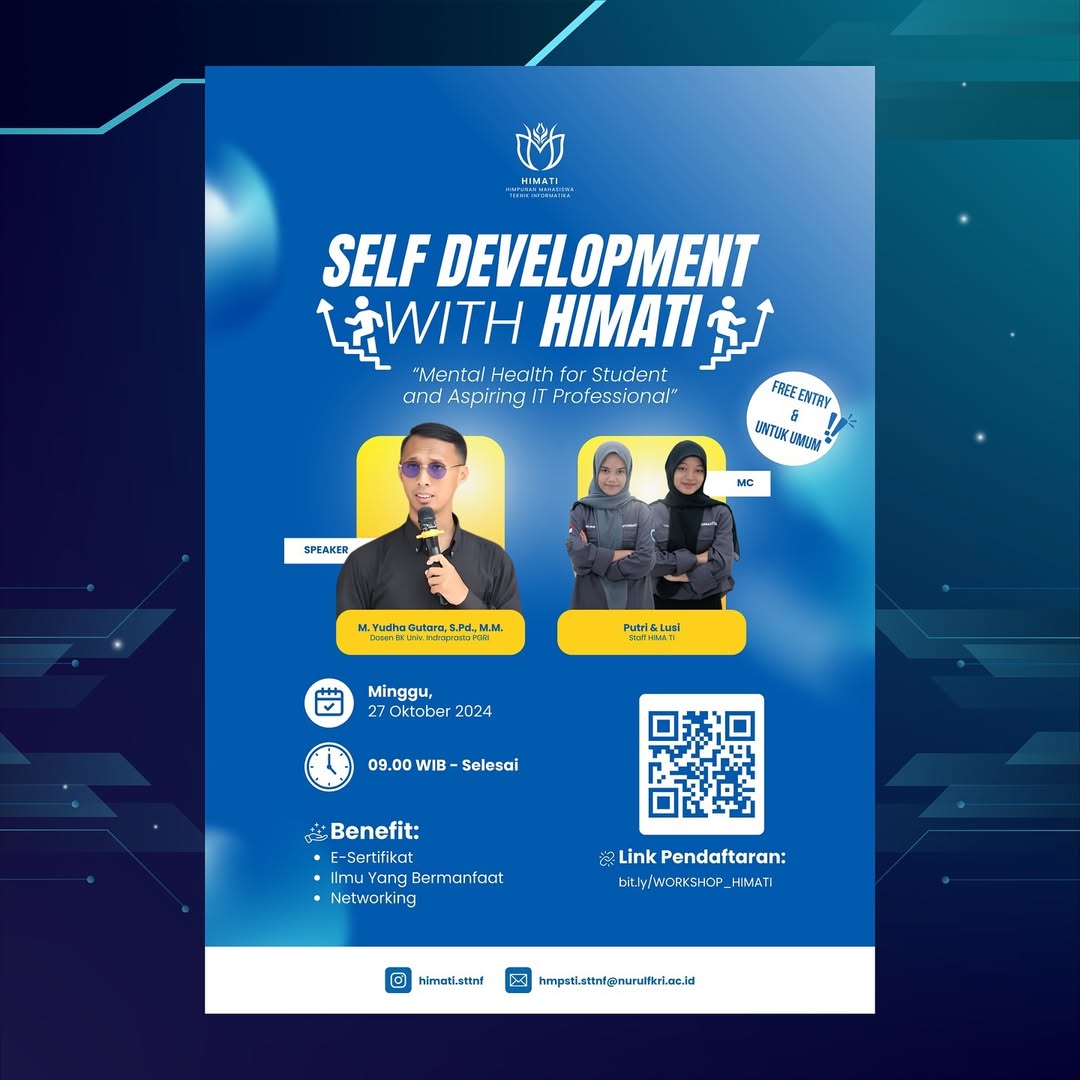 HIMATI
HIMPUNAN MAHASISWA
TEKNIK INFORMATIKA
SELF DEVELOPMENT
WITH HIMATI
“Mental Health for Student
and Aspiring IT Professional”
FREE ENTRY
&
UNTUK UMUM
SPEAKER
MC
M. Yudha Gutara, S.Pd., M.M.
Dosen BK Univ. Indraprasta PGRI
Putri & Lusi
Staff HIMA TI
Minggu,
27 Oktober 2024
09.00 WIB - Selesai
Benefit:
• E-Sertifikat
• Ilmu Yang Bermanfaat
• Networking
Link Pendaftaran:
bit.ly/WORKSHOP_HIMATI
himati.sttnf
hmpsti.sttnf@nurulfkri.ac.id